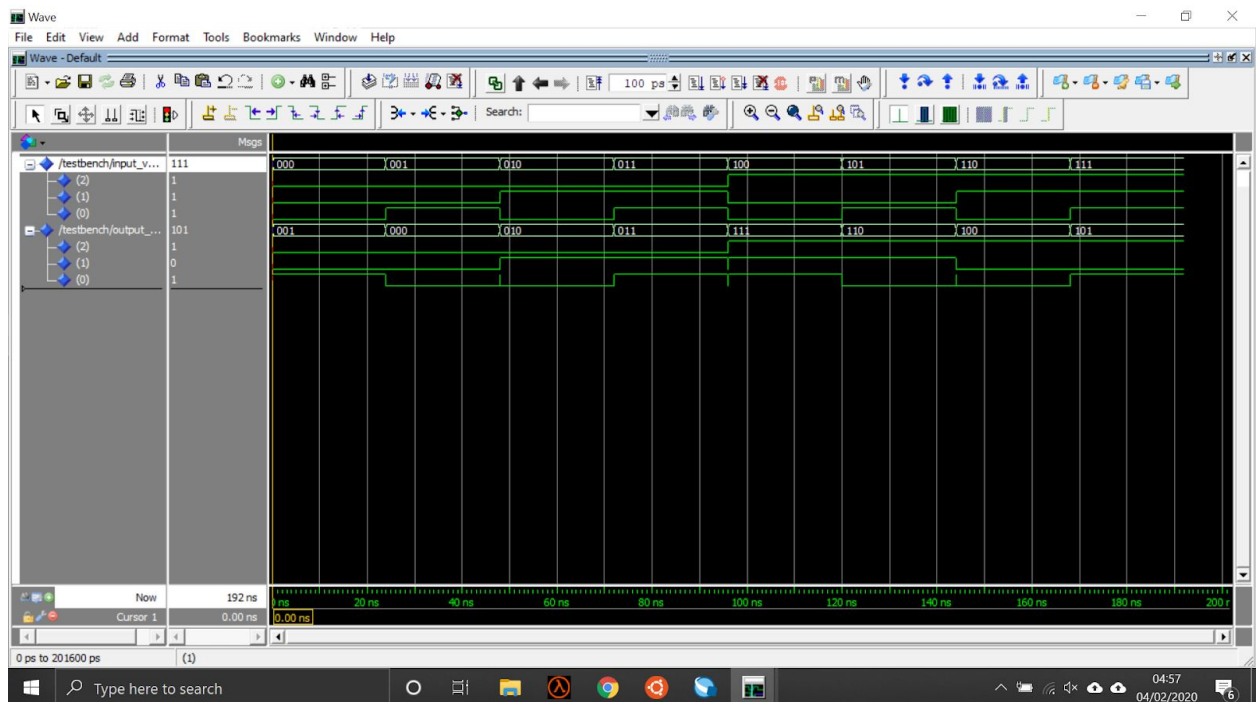 Wave
File Edit View Add Format Tools Bookmarks Window Help
Wave - Default
100 ps
Search:
Msgs
/testbench/input_v... 111 000 001 010 011 100 101 110 111
(2) 1
(1) 1
(0) 1
/testbench/output_... 101 001 000 010 011 111 110 100 101
(2) 1
(1) 0
(0) 1
Now 192 ns ns 20 ns 40 ns 60 ns 80 ns 100 ns 120 ns 140 ns 160 ns 180 ns 200 r
Cursor 1 0.00 ns 0.00 ns
0 ps to 201600 ps (1)
Type here to search 04:57
04/02/2020 6